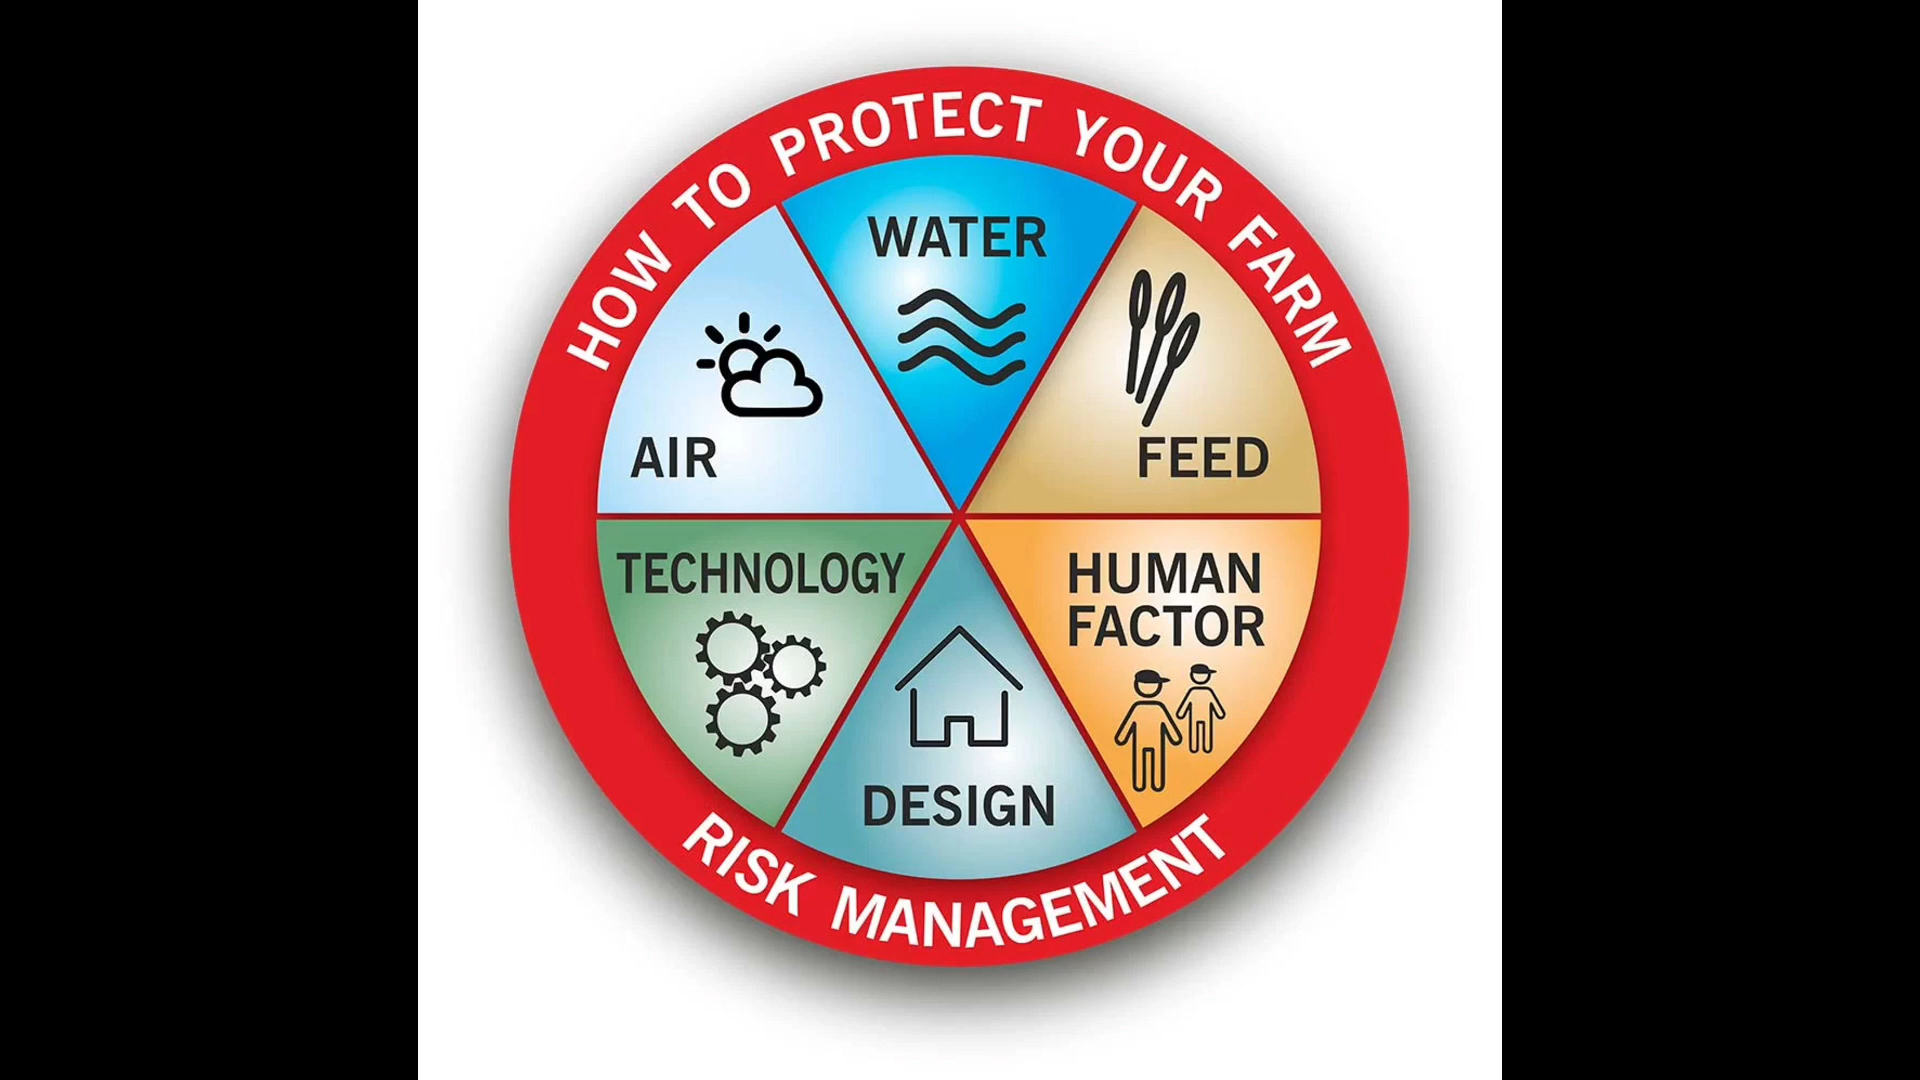 HOW TO PROTECT YOUR FARM
WATER
AIR
FEED
TECHNOLOGY
HUMAN
FACTOR
DESIGN
RISK MANAGEMENT